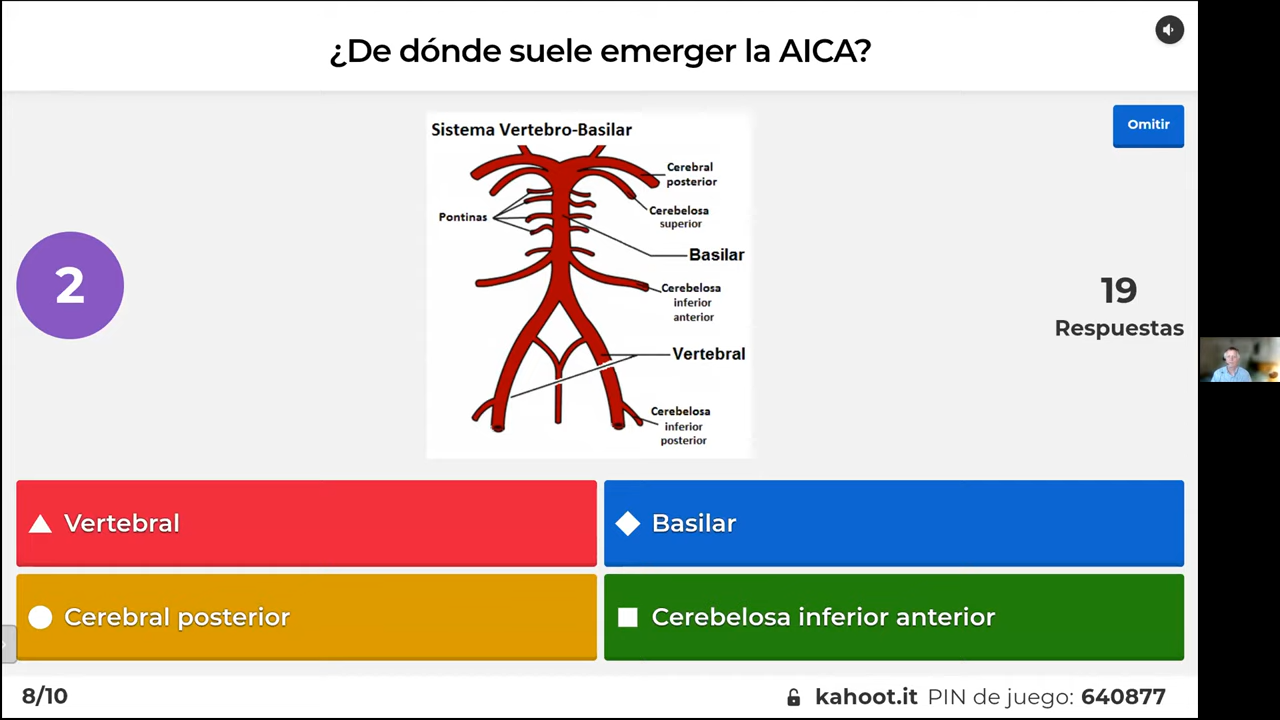 ¿De dónde suele emerger la AICA?
Omitir
Sistema Vertebro-Basilar
Cerebral
posterior
Pontinas
Cerebelosa
superior
Basilar
Cerebelosa
inferior
anterior
Vertebral
Cerebelosa
inferior
posterior
2
19
Respuestas
Vertebral
Basilar
Cerebral posterior
Cerebelosa inferior anterior
8/10
kahoot.it PIN de juego: 640877